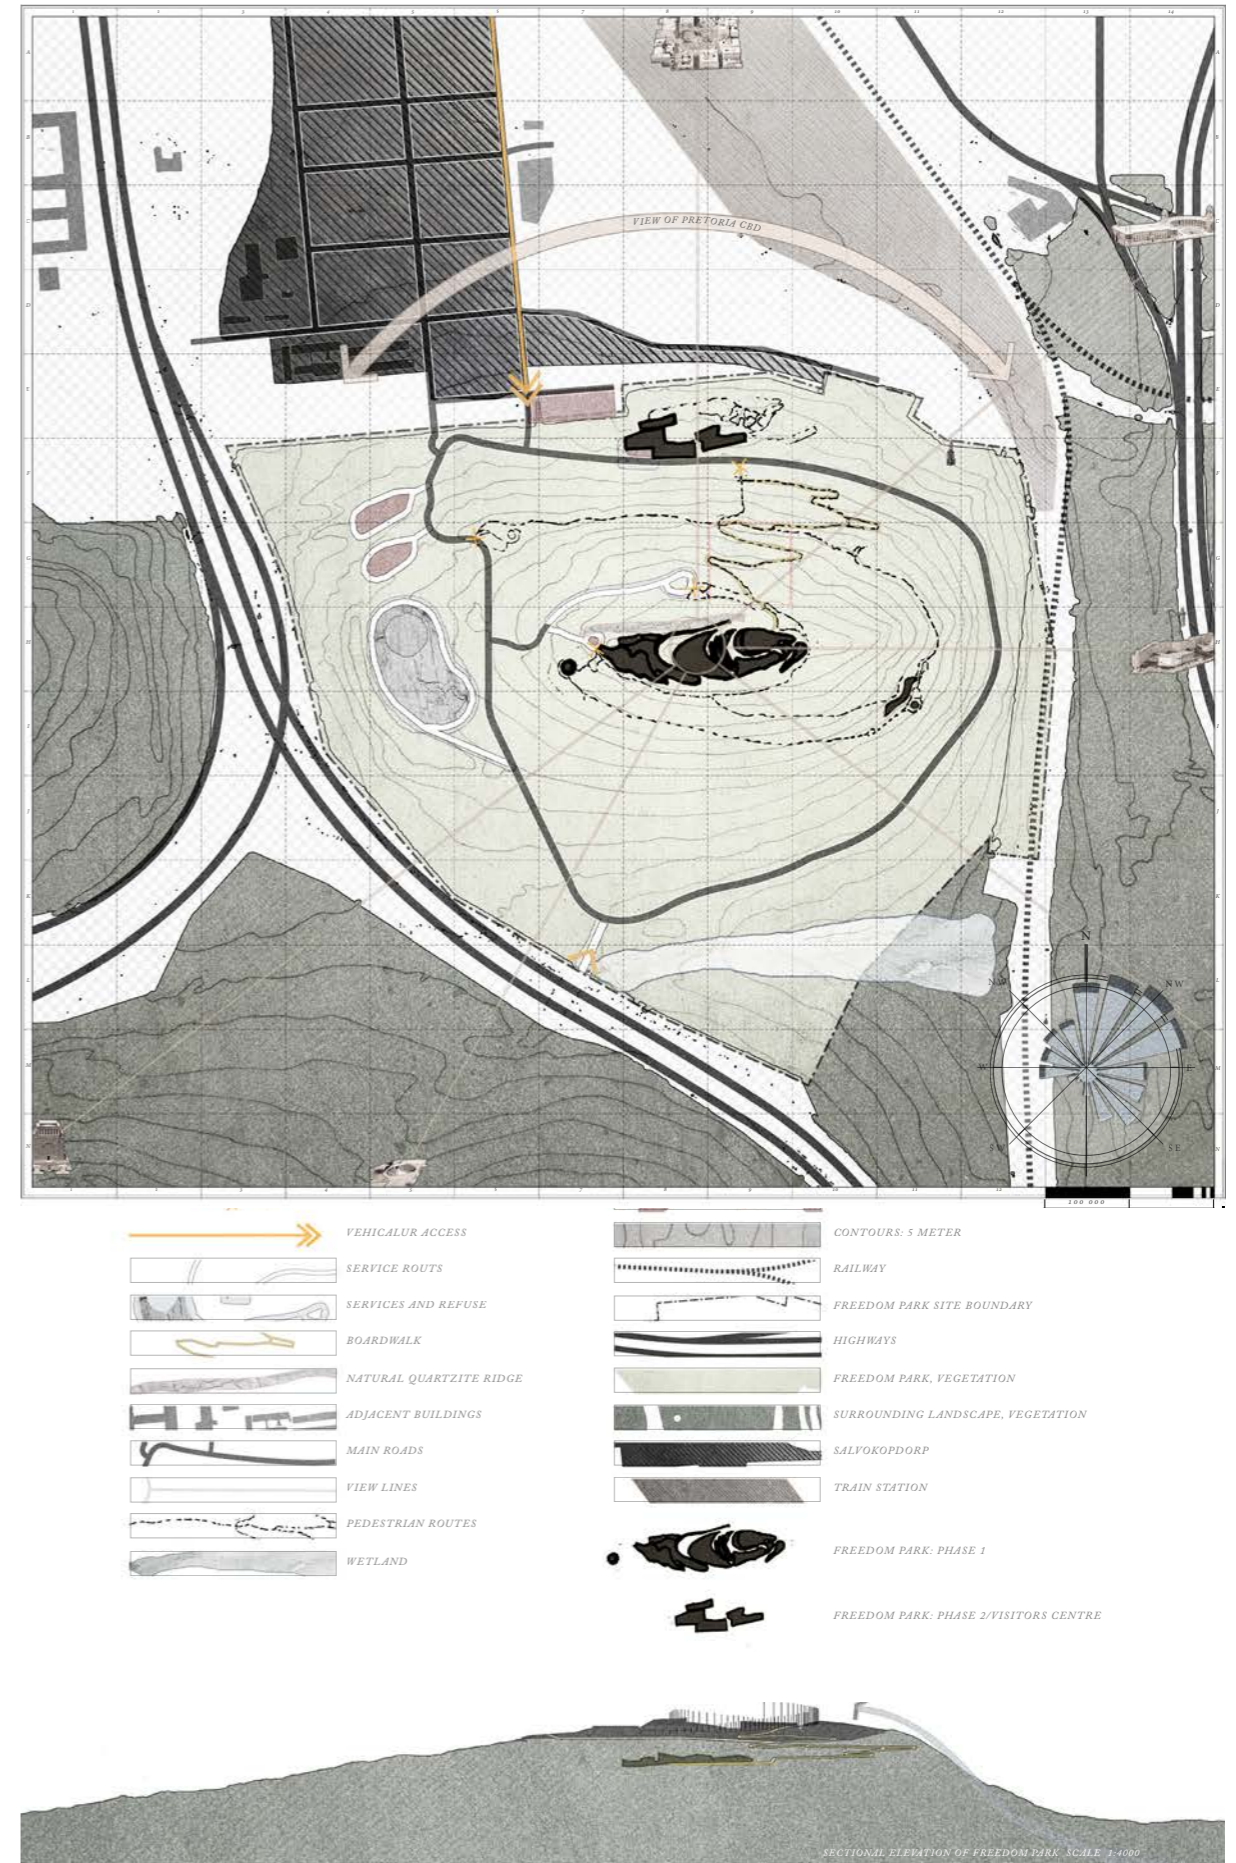 VIEW OF PRETORIA CBD
N
NW
NW
W
E
SW
SE
100 000
VEHICALUR ACCESS
SERVICE ROUTS
SERVICES AND REFUSE
BOARDWALK
NATURAL QUARTZITE RIDGE
ADJACENT BUILDINGS
MAIN ROADS
VIEW LINES
PEDESTRIAN ROUTES
WETLAND
CONTOURS: 5 METER
RAILWAY
FREEDOM PARK SITE BOUNDARY
HIGHWAYS
FREEDOM PARK, VEGETATION
SURROUNDING LANDSCAPE, VEGETATION
SALVOKOPDORP
TRAIN STATION
FREEDOM PARK: PHASE 1
FREEDOM PARK: PHASE 2/VISITORS CENTRE
SECTIONAL ELEVATION OF FREEDOM PARK SCALE 1:4000